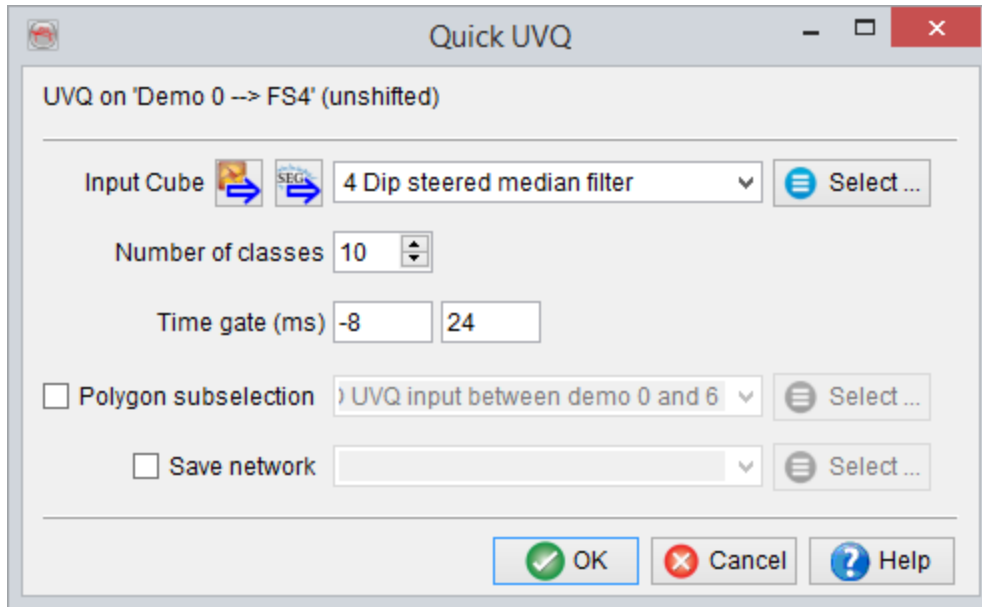 Quick UVQ
UVQ on 'Demo 0 --> FS4' (unshifted)
Input Cube SEG 4 Dip steered median filter Select ...
Number of classes 10
Time gate (ms) -8 24
Polygon subselection UVQ input between demo 0 and 6 Select ...
Save network Select ...
OK Cancel Help